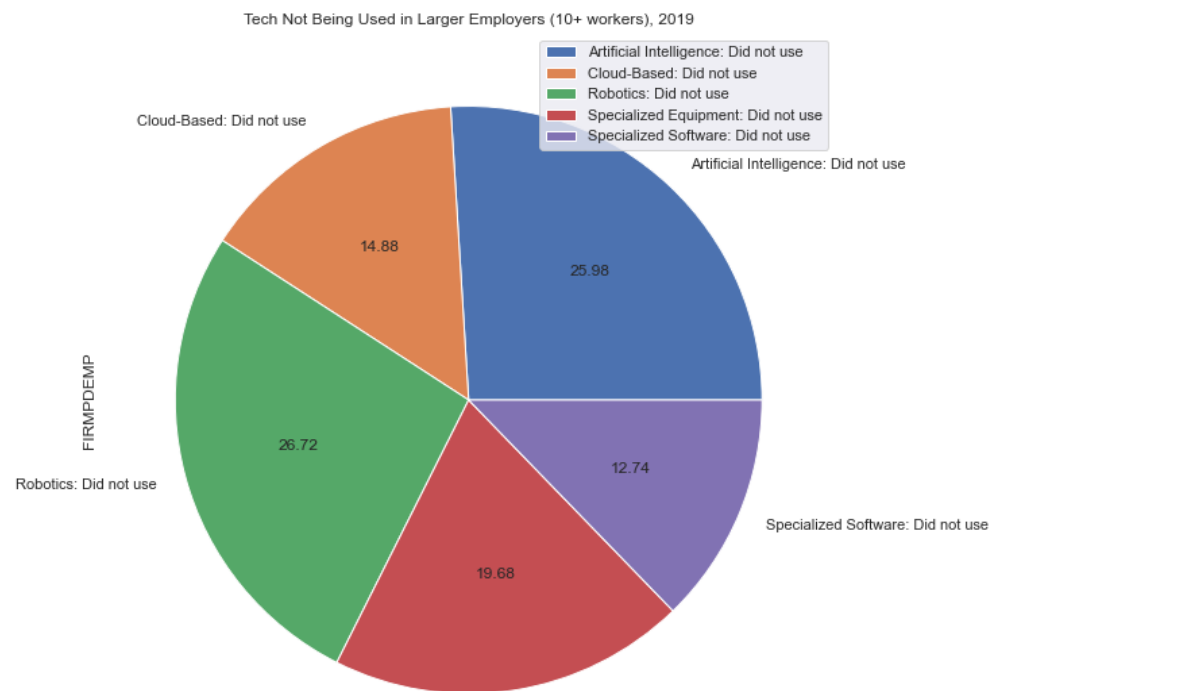 Tech Not Being Used in Larger Employers (10+ workers), 2019
Artificial Intelligence: Did not use
Cloud-Based: Did not use
Robotics: Did not use
Specialized Equipment: Did not use
Specialized Software: Did not use
Cloud-Based: Did not use
Artificial Intelligence: Did not use
14.88
25.98
FIRMPDEMP
26.72
12.74
Robotics: Did not use
Specialized Software: Did not use
19.68